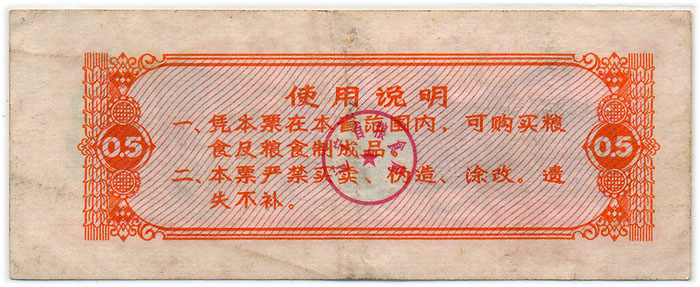 使用说明
一、凭本票在本省范围内，可购买粮
食及粮食制成品。
二、本票严禁买卖、伪造、涂改。遗
失不补。
0.5
0.5